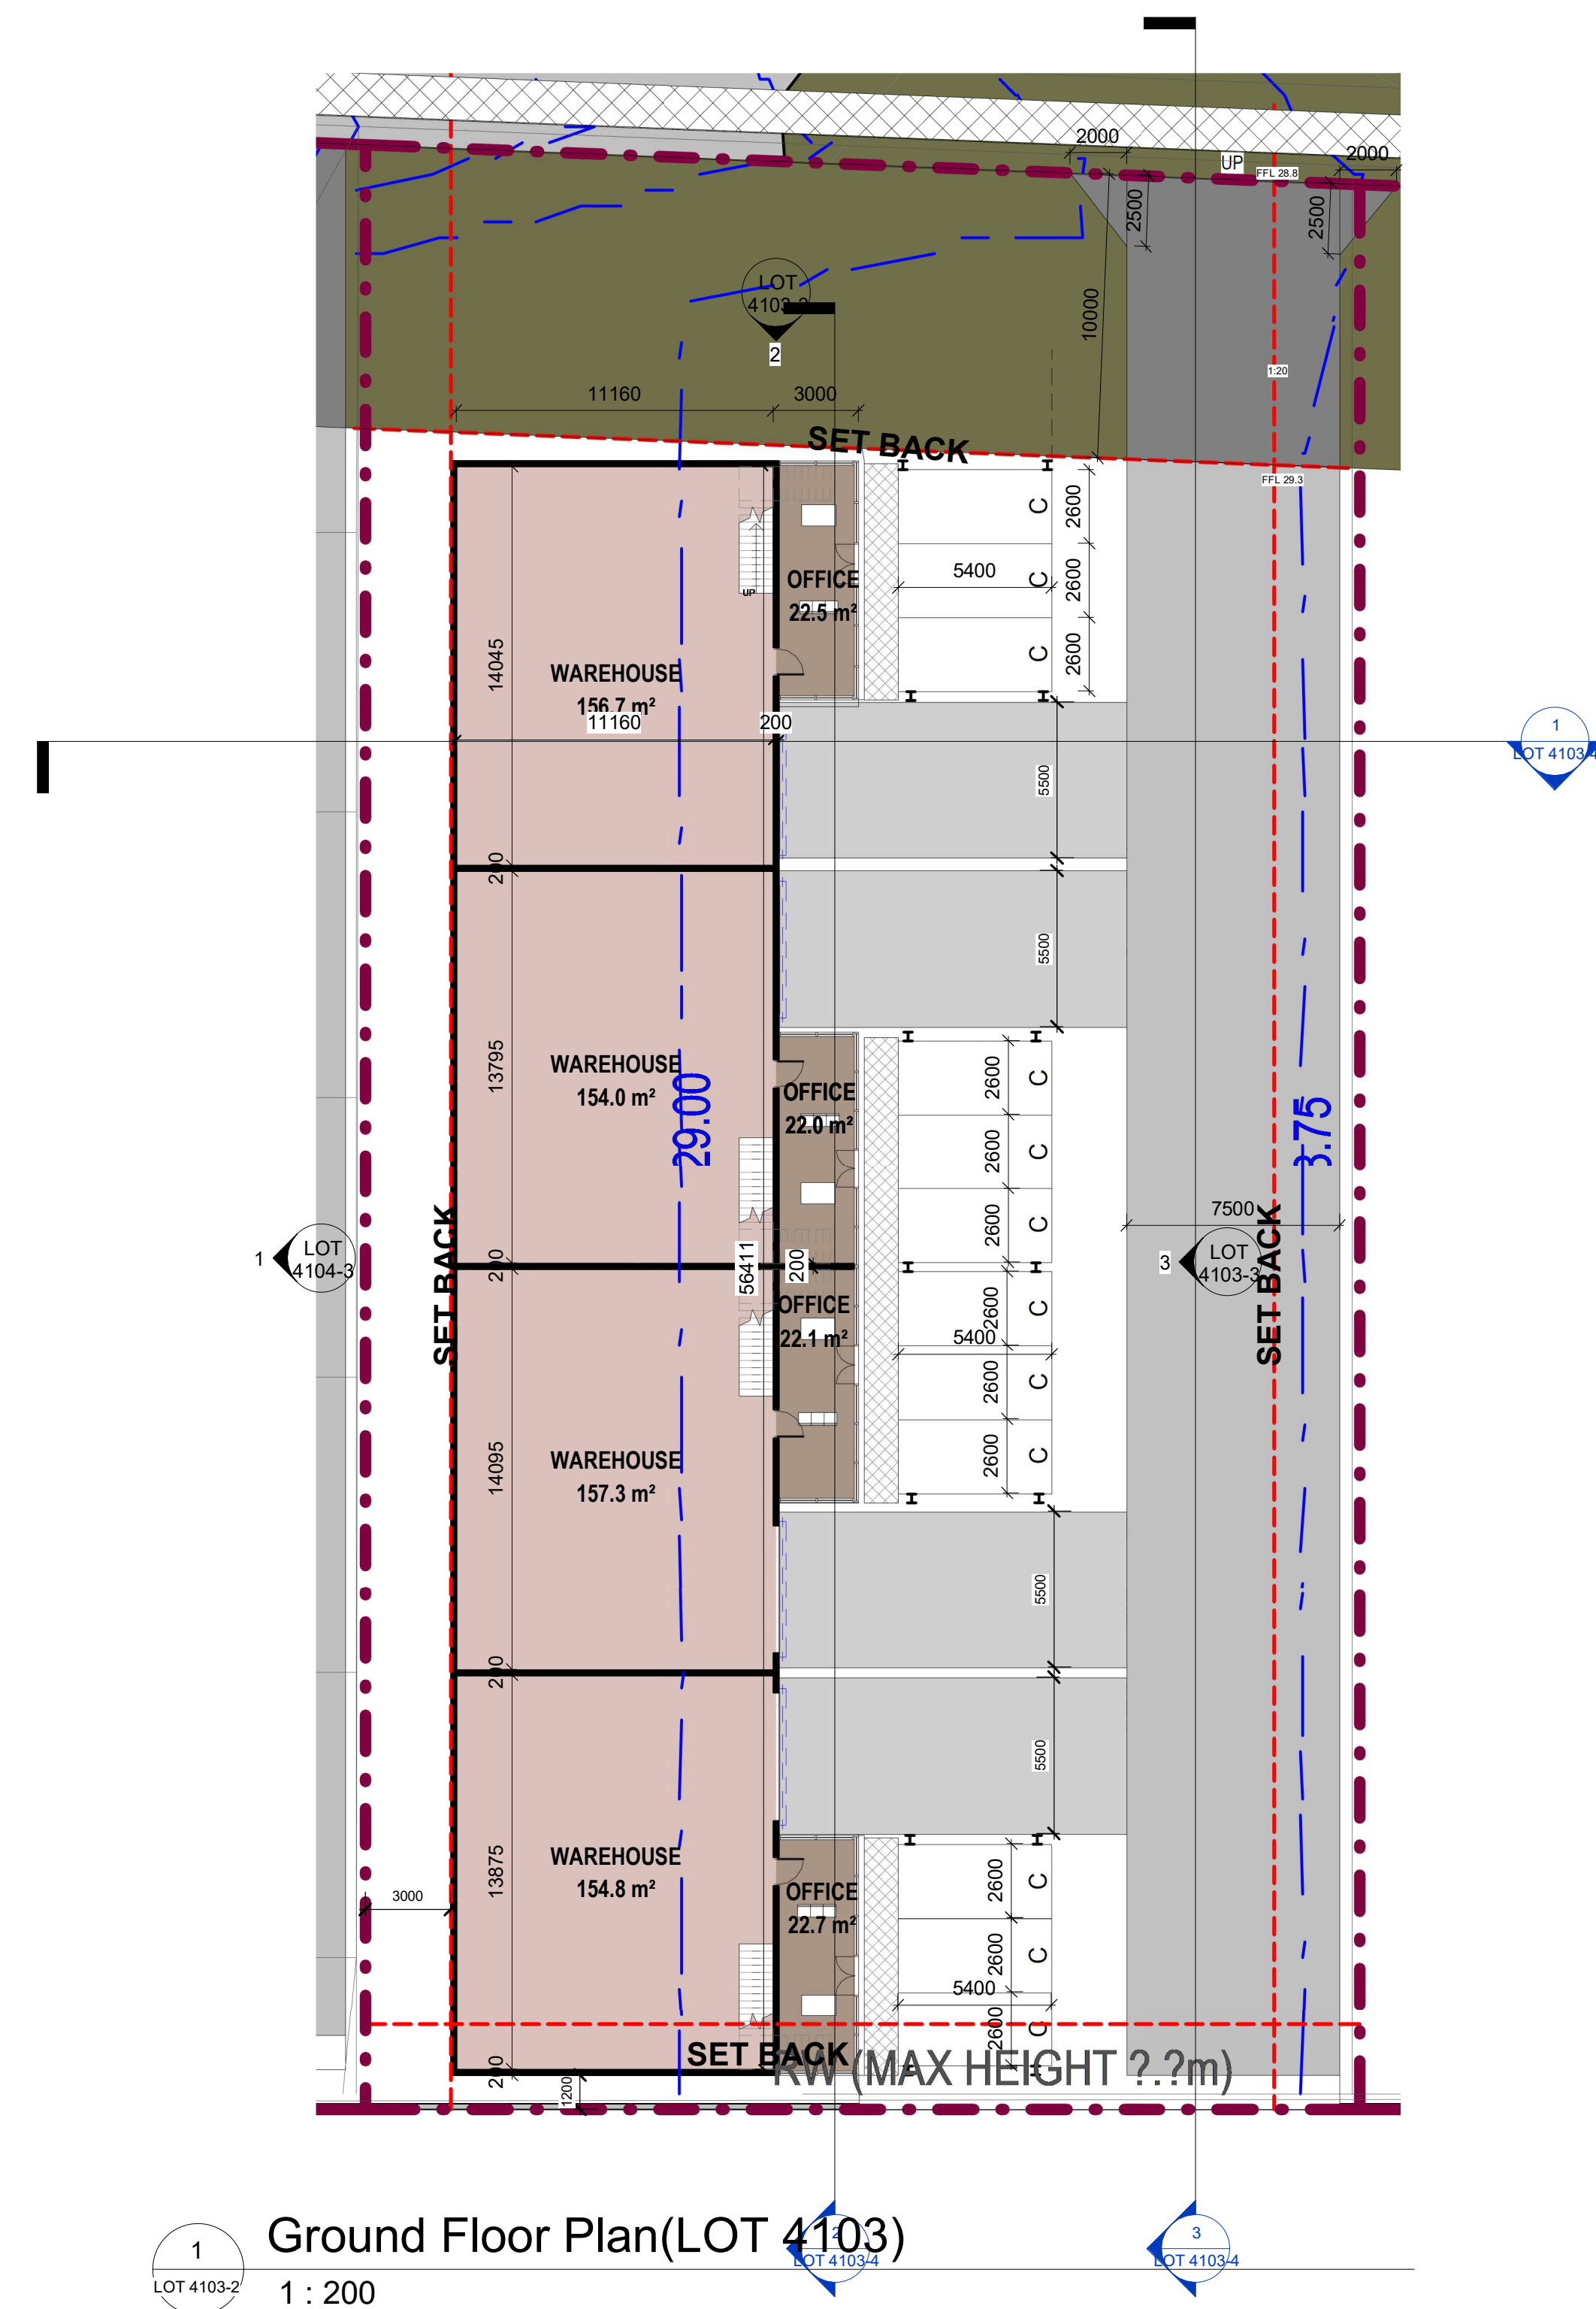 2000
UP
FFL 28.8
2000
2500
2500
LOT
4103-3
2
10000
1:20
11160
3000
SET BACK
FFL 29.3
2600
C
OFFICE
22.5 m²
5400
C
2600
UP
14045
C
2600
WAREHOUSE
156.7 m²
11160
200
1
LOT 4103-4
5500
200
5500
13795
WAREHOUSE
154.0 m²
29.00
OFFICE
22.0 m²
2600
C
2600
C
2600
C
3.75
7500
SET BACK
SET BACK
1
LOT
4104-3
200
56411
200
3
LOT
4103-3
OFFICE
22.1 m²
2600
C
5400
2600
C
2600
C
14095
WAREHOUSE
157.3 m²
5500
200
5500
13875
WAREHOUSE
154.8 m²
3000
OFFICE
22.7 m²
2600
C
2600
C
5400
2600
C
SET BACK
RW (MAX HEIGHT ?.?m)
200
1200
1
LOT 4103-2
Ground Floor Plan(LOT 4103)
1 : 200
2
LOT 4103-4
3
LOT 4103-4